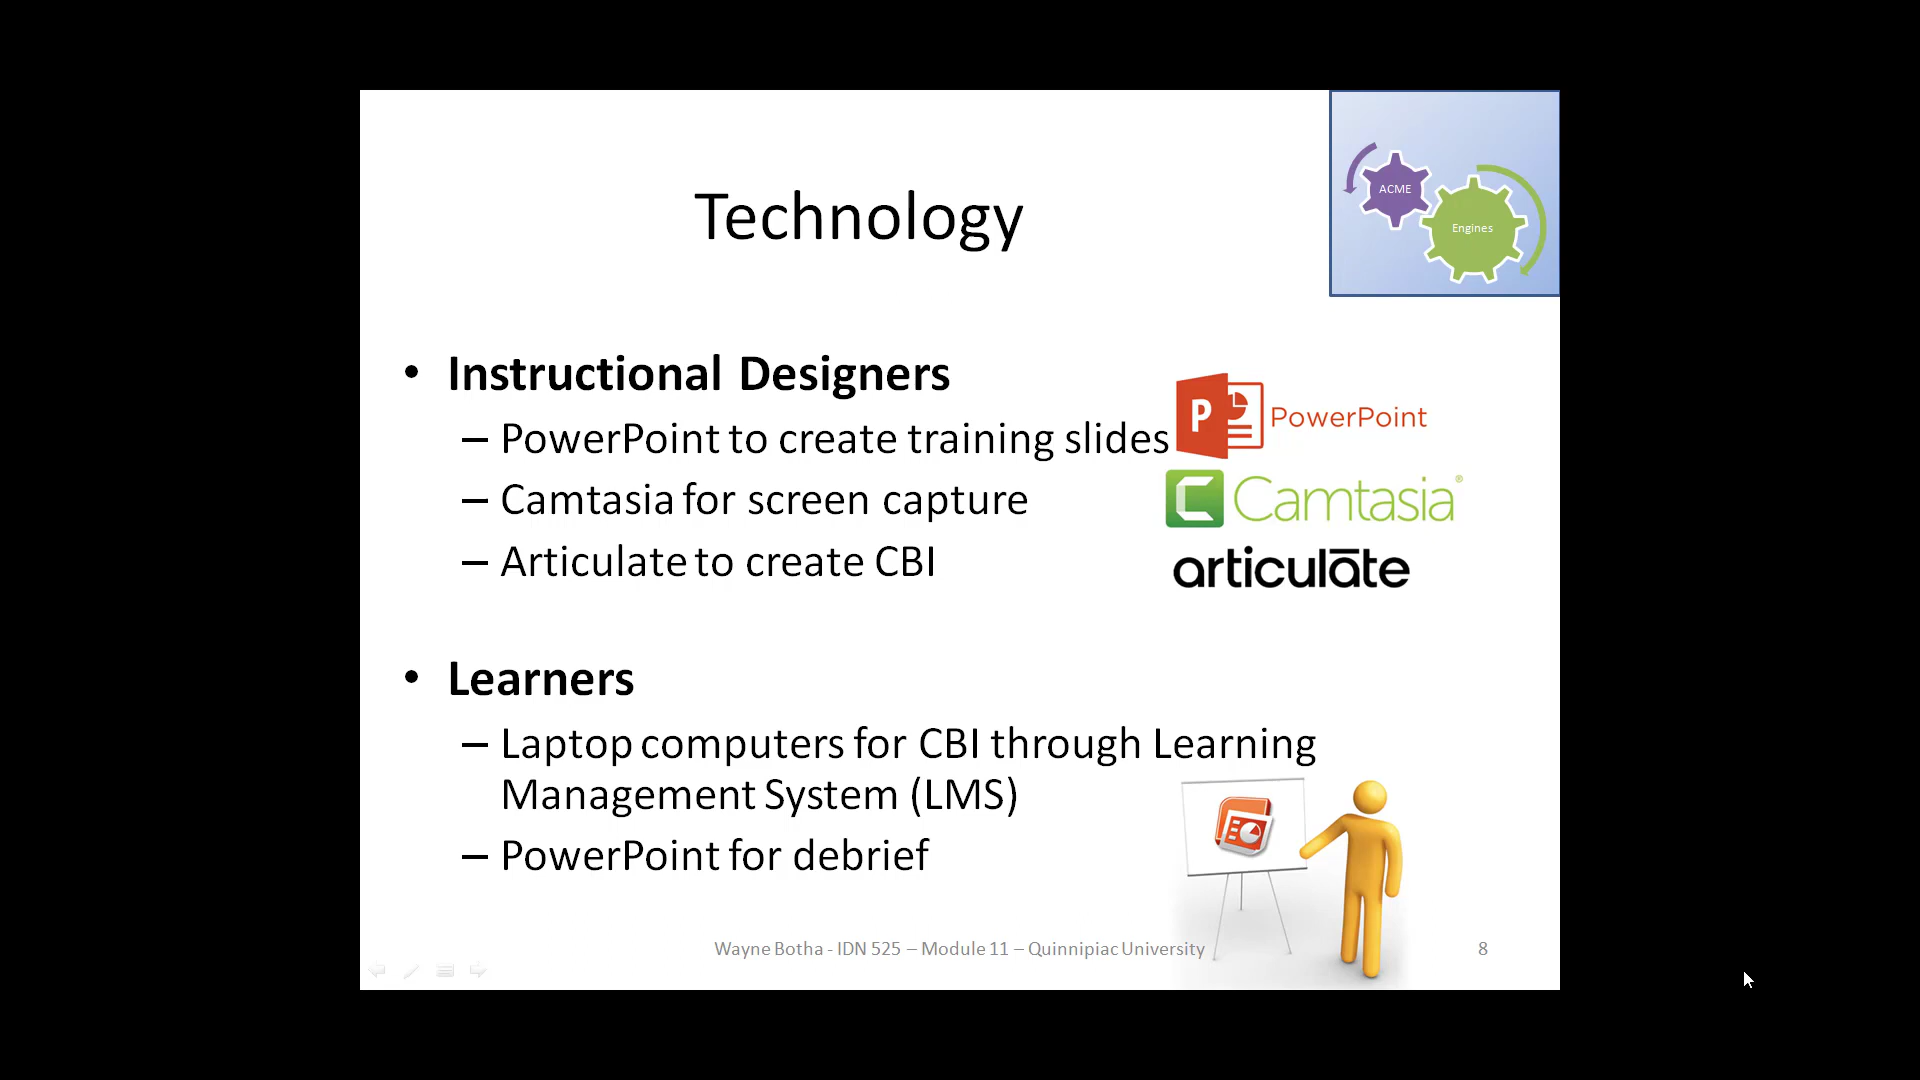 Technology
ACME
Engines
• Instructional Designers
– PowerPoint to create training slides
– Camtasia for screen capture
– Articulate to create CBI
P PowerPoint
C Camtasia®
articulāte
• Learners
– Laptop computers for CBI through Learning
Management System (LMS)
– PowerPoint for debrief
Wayne Botha - IDN 525 – Module 11 – Quinnipiac University
8